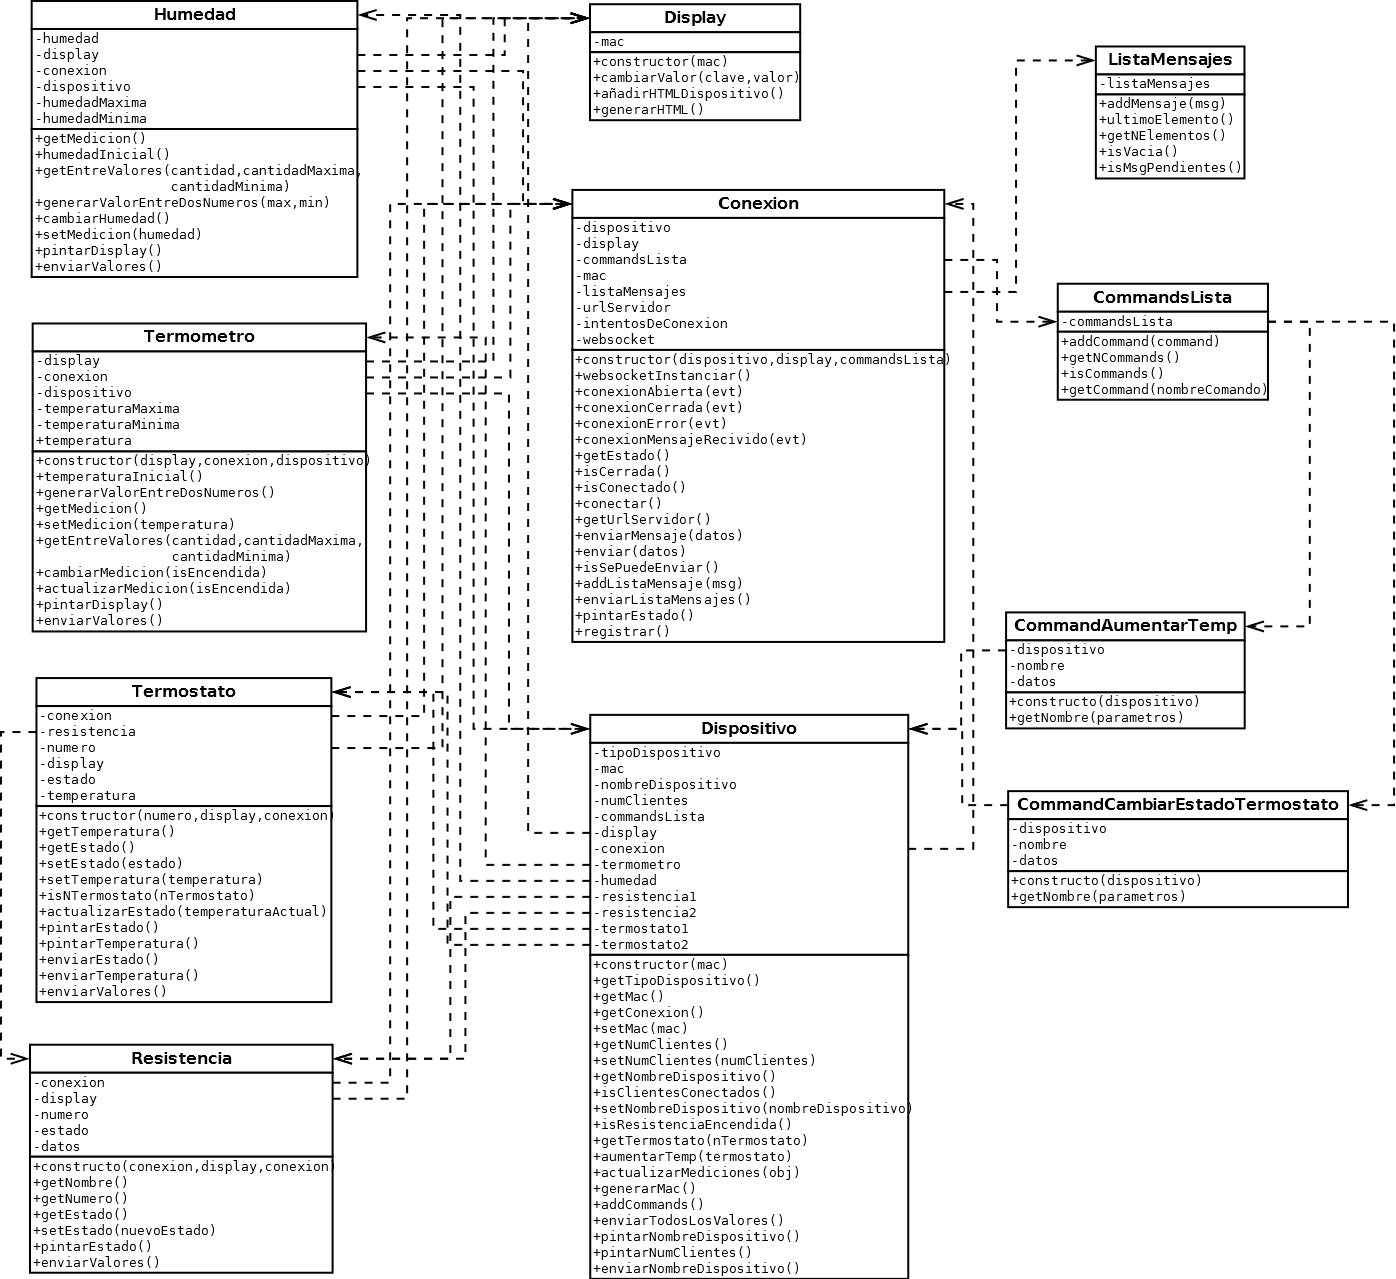 Humedad
-humedad
-display
-conexion
-dispositivo
-humedadMaxima
-humedadMinima
+getMedicion()
+humedadInicial()
+getEntreValores(cantidad,cantidadMaxima,
cantidadMinima)
+generarValorEntreDosNumeros(max,min)
+cambiarHumedad()
+setMedicion(humedad)
+pintarDisplay()
+enviarValores()
Display
-mac
+constructor(mac)
+cambiarValor(clave,valor)
+añadirHTMLDispositivo()
+generarHTML()
ListaMensajes
-listaMensajes
+addMensaje(msg)
+ultimoElemento()
+getNElementos()
+isVacia()
+isMsgPendientes()
Conexion
-dispositivo
-display
-commandsLista
-mac
-listaMensajes
-urlServidor
-intentosDeConexion
-websocket
+constructor(dispositivo,display,commandsLista)
+websocketInstanciar()
+conexionAbierta(evt)
+conexionCerrada(evt)
+conexionError(evt)
+conexionMensajeRecivido(evt)
+getEstado()
+isCerrada()
+isConectado()
+conectar()
+getUrlServidor()
+enviarMensaje(datos)
+enviar(datos)
+isSePuedeEnviar()
+addListaMensaje(msg)
+enviarListaMensajes()
+pintarEstado()
+registrar()
CommandsLista
-commandsLista
+addCommand(command)
+getNCommands()
+isCommands()
+getCommand(nombreComando)
Termometro
-display
-conexion
-dispositivo
-temperaturaMaxima
-temperaturaMinima
+temperatura
+constructor(display,conexion,dispositivo)
+temperaturaInicial()
+generarValorEntreDosNumeros()
+getMedicion()
+setMedicion(temperatura)
+getEntreValores(cantidad,cantidadMaxima,
cantidadMinima)
+cambiarMedicion(isEncendida)
+actualizarMedicion(isEncendida)
+pintarDisplay()
+enviarValores()
CommandAumentarTemp
-dispositivo
-nombre
-datos
+constructo(dispositivo)
+getNombre(parametros)
Termostato
-conexion
-resistencia
-numero
-display
-estado
-temperatura
+constructor(numero,display,conexion)
+getTemperatura()
+getEstado()
+setEstado(estado)
+setTemperatura(temperatura)
+isNTermostato(nTermostato)
+actualizarEstado(temperaturaActual)
+pintarEstado()
+pintarTemperatura()
+enviarEstado()
+enviarTemperatura()
+enviarValores()
Dispositivo
-tipoDispositivo
-mac
-nombreDispositivo
-numClientes
-commandsLista
-display
-conexion
-termometro
-humedad
-resistencia1
-resistencia2
-termostato1
-termostato2
+constructor(mac)
+getTipoDispositivo()
+getMac()
+getConexion()
+setMac(mac)
+getNumClientes()
+setNumClientes(numClientes)
+getNombreDispositivo()
+isClientesConectados()
+setNombreDispositivo(nombreDispositivo)
+isResistenciaEncendida()
+getTermostato(nTermostato)
+aumentarTemp(termostato)
+actualizarMediciones(obj)
+generarMac()
+addCommands()
+enviarTodosLosValores()
+pintarNombreDispositivo()
+pintarNumClientes()
+enviarNombreDispositivo()
CommandCambiarEstadoTermostato
-dispositivo
-nombre
-datos
+constructo(dispositivo)
+getNombre(parametros)
Resistencia
-conexion
-display
-numero
-estado
-datos
+constructo(conexion,display,conexion)
+getNombre()
+getNumero()
+getEstado()
+setEstado(nuevoEstado)
+pintarEstado()
+enviarValores()